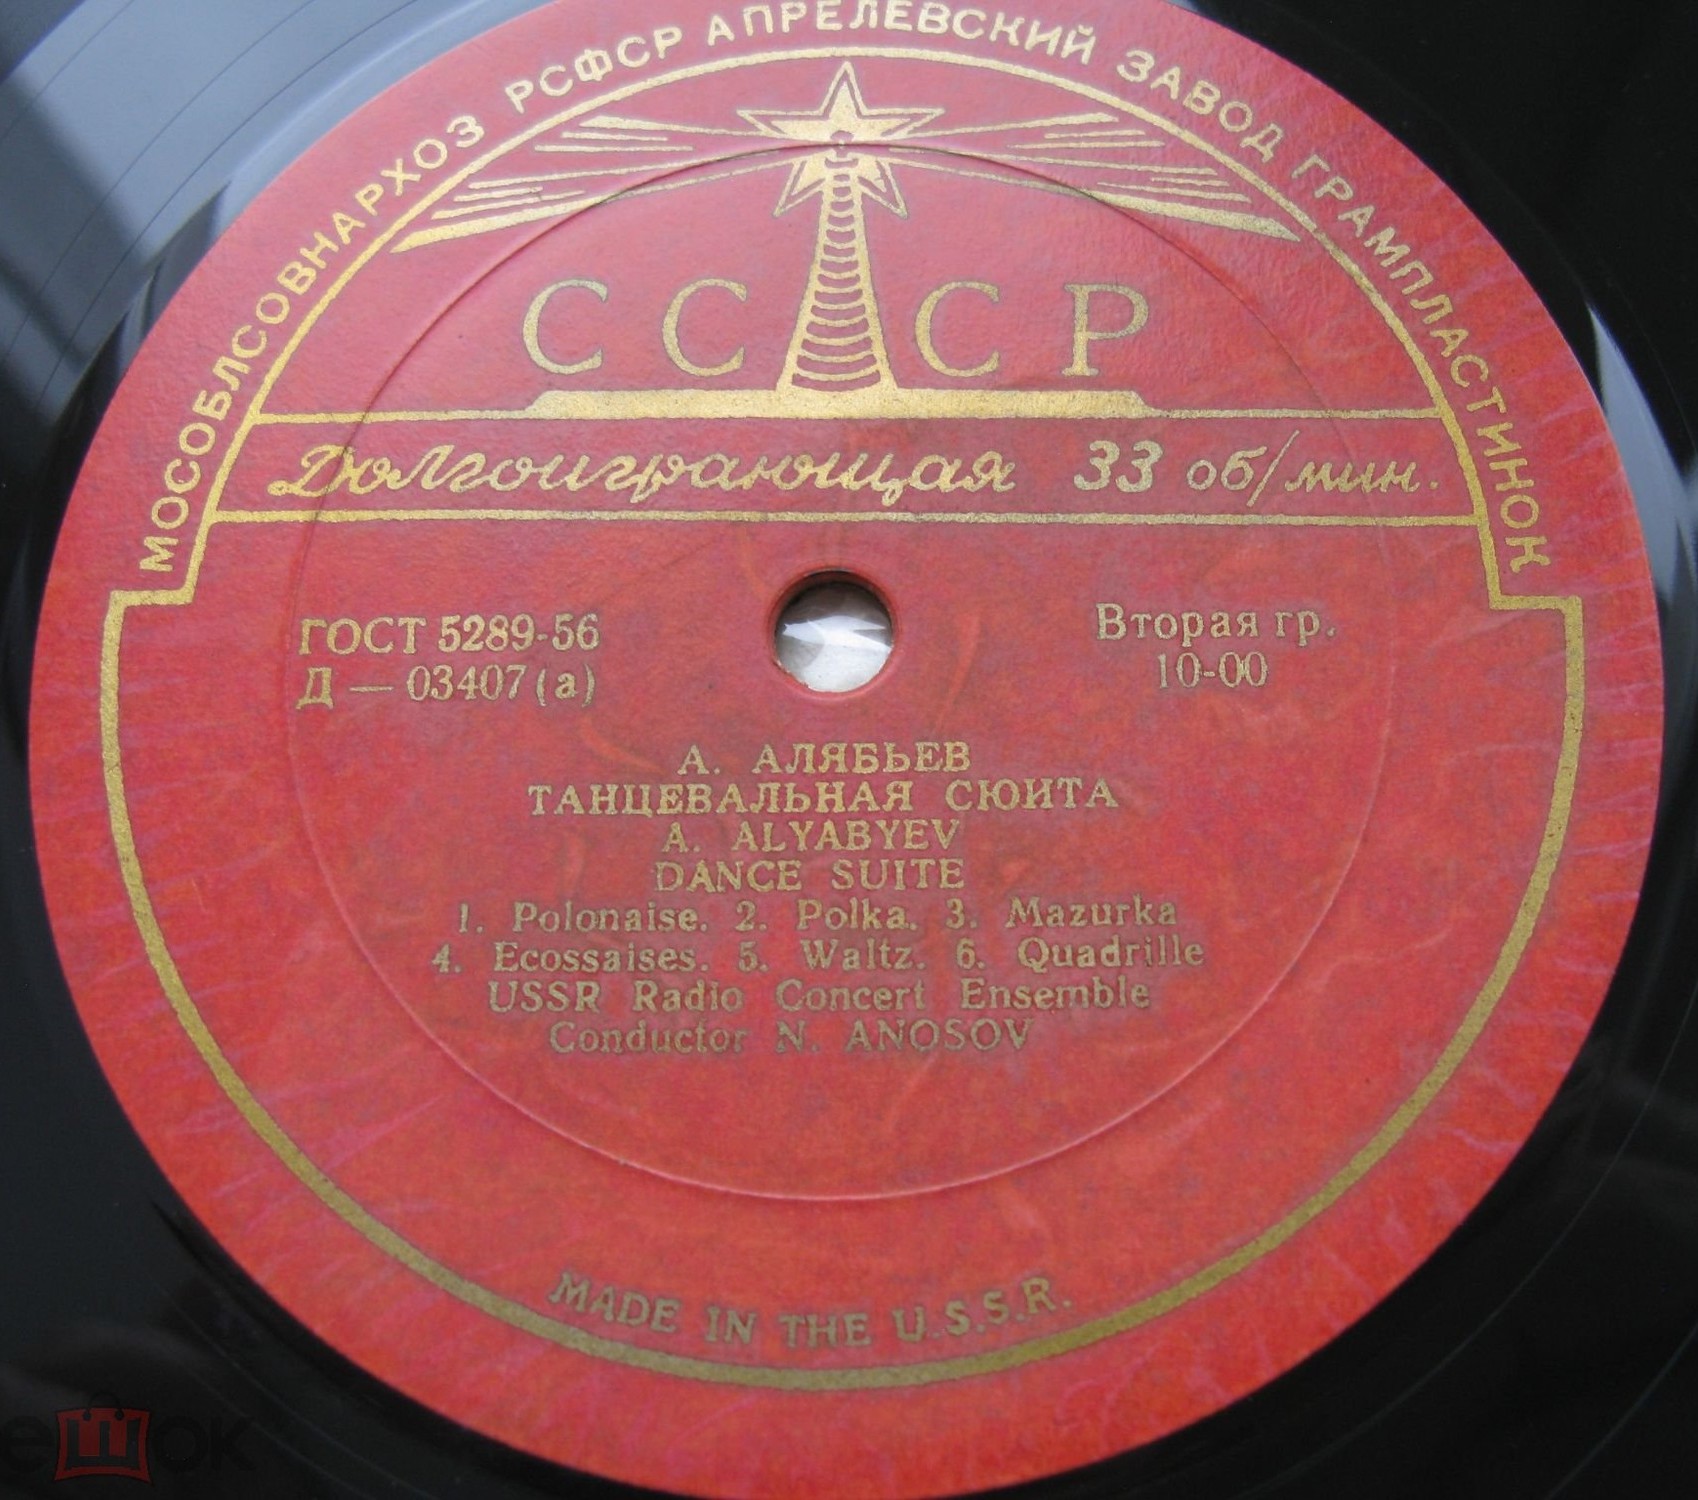 МОСОБЛСОВНАРХОЗ РСФСР АПРЕЛЕВСКИЙ ЗАВОД ГРАМПЛАСТИНОК
СССР
Долгоиграющая 33 об/мин.
ГОСТ 5289-56
Д — 03407 (а)
Вторая гр.
10-00
А. АЛЯБЬЕВ
ТАНЦЕВАЛЬНАЯ СЮИТА
A. ALYABYEV
DANCE SUITE
1. Polonaise. 2. Polka. 3. Mazurka
4. Ecossaises. 5. Waltz. 6. Quadrille
USSR Radio Concert Ensemble
Conductor N. ANOSOV
MADE IN THE U.S.S.R.
ешок